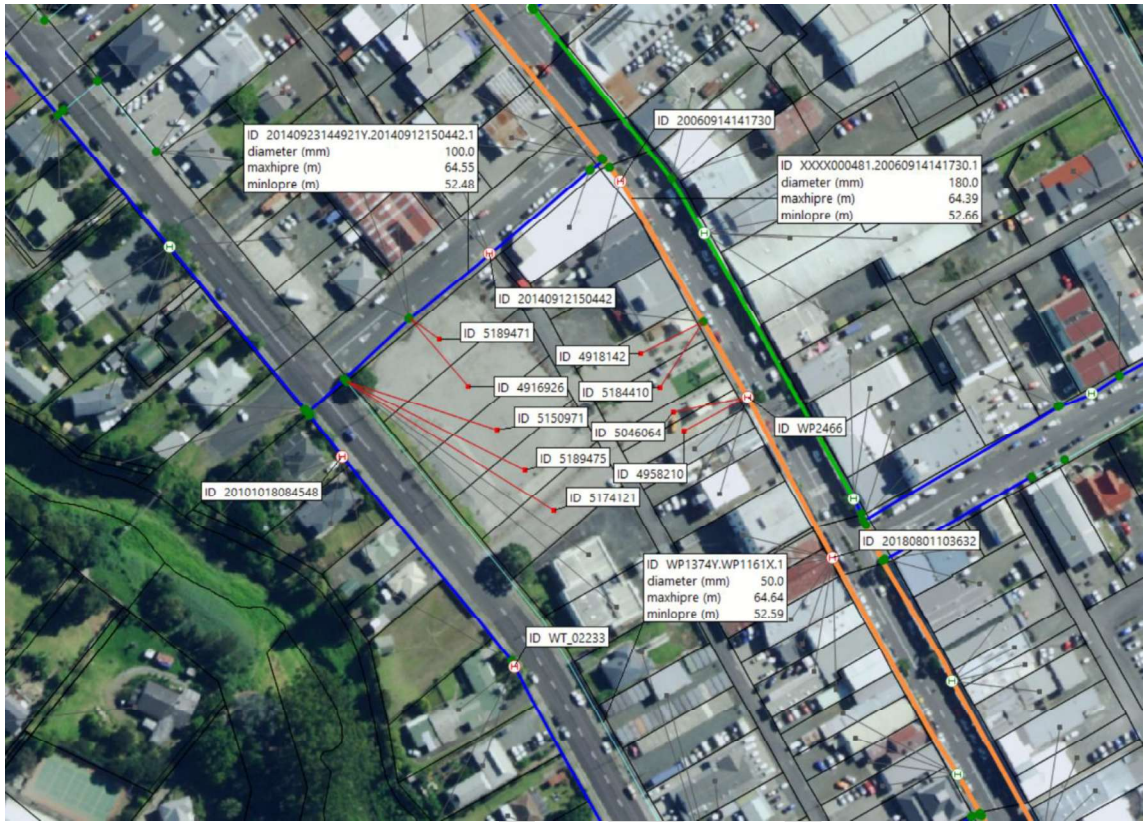 ID 20060914141730
ID 20140923144921Y.20140912150442.1
diameter (mm) 100.0
maxhipre (m) 64.55
minlopre (m) 52.48
ID XXXX000481.20060914141730.1
diameter (mm) 180.0
maxhipre (m) 64.39
minlopre (m) 52.66
ID 20140912150442
ID 5189471
ID 4918142
ID 4916926
ID 5184410
ID 5150971
ID 5046064
ID WP2466
ID 5189475
ID 4958210
ID 20101018084548
ID 5174121
ID 20180801103632
ID WP1374Y.WP1161X.1
diameter (mm) 50.0
maxhipre (m) 64.64
minlopre (m) 52.59
ID WT_02233